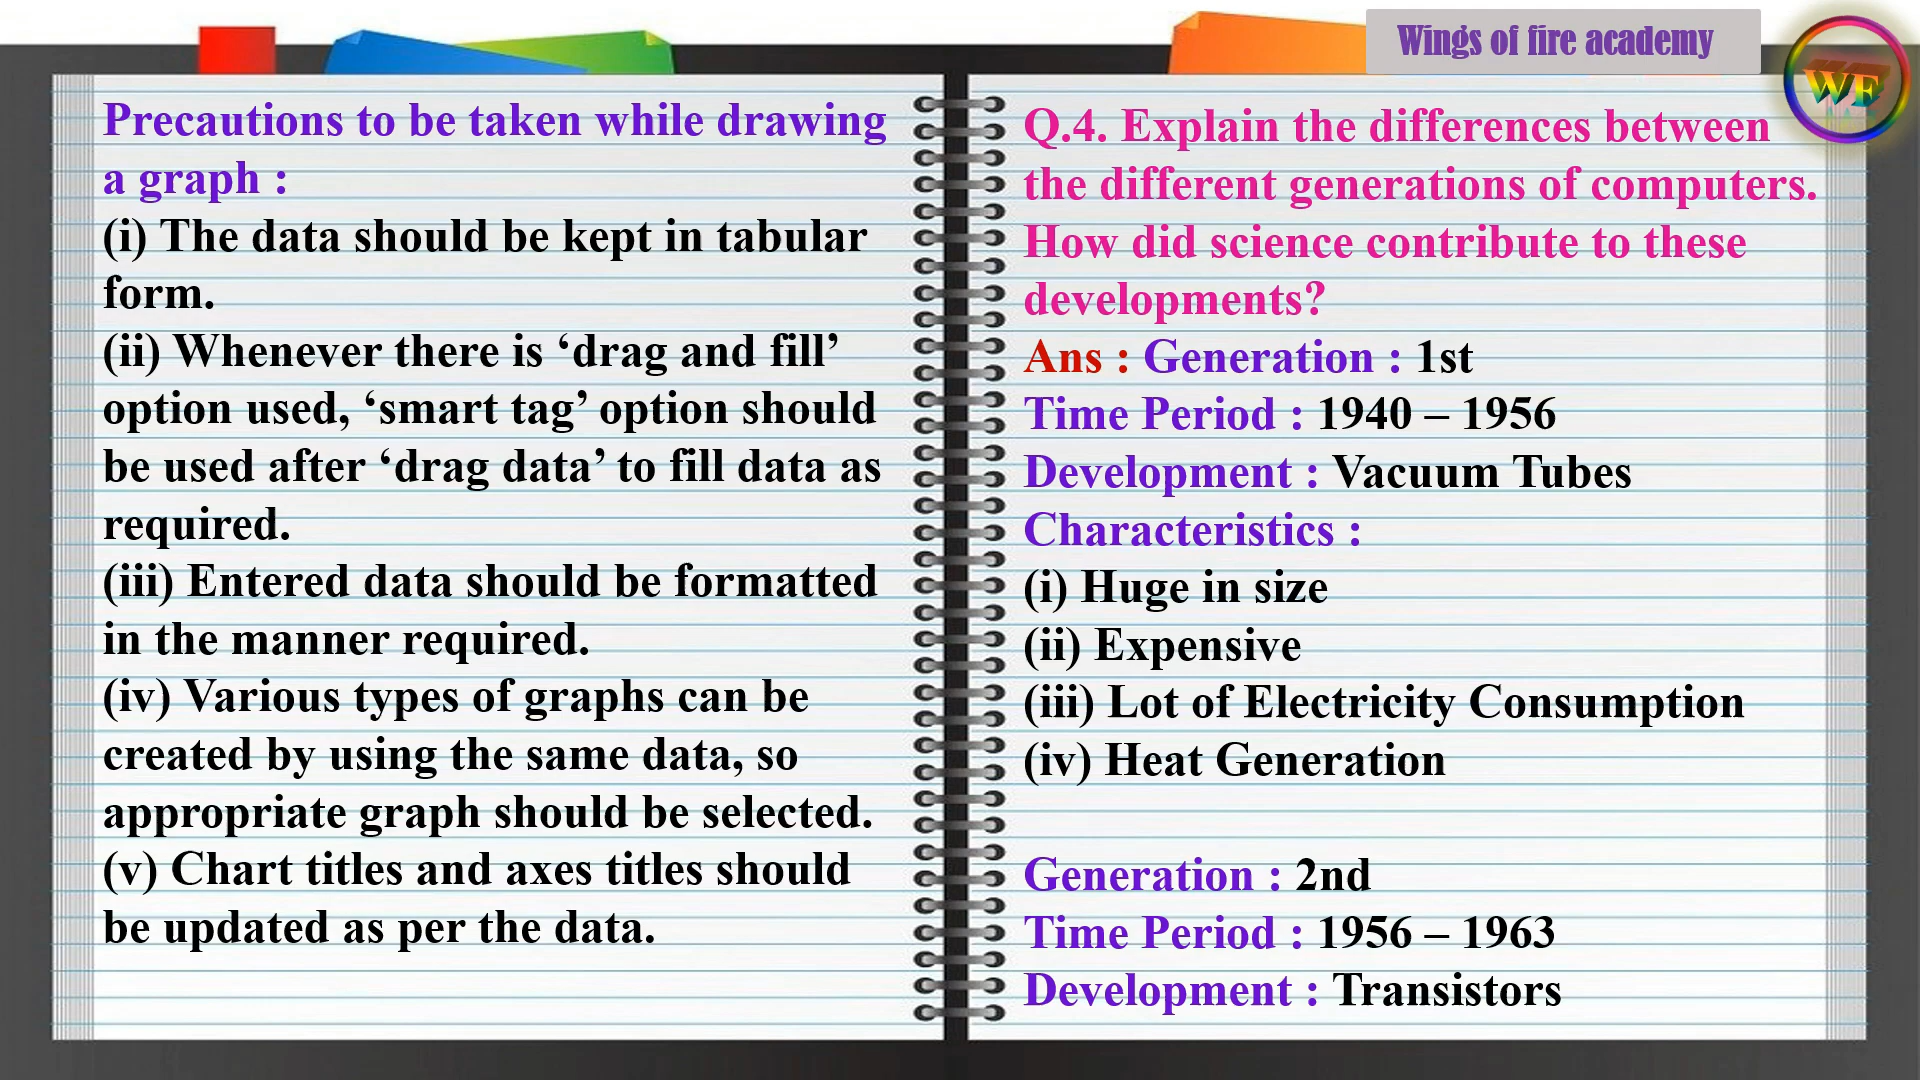 Wings of fire academy
WE
Precautions to be taken while drawing
a graph :
(i) The data should be kept in tabular
form.
(ii) Whenever there is ‘drag and fill’
option used, ‘smart tag’ option should
be used after ‘drag data’ to fill data as
required.
(iii) Entered data should be formatted
in the manner required.
(iv) Various types of graphs can be
created by using the same data, so
appropriate graph should be selected.
(v) Chart titles and axes titles should
be updated as per the data.
Q.4. Explain the differences between
the different generations of computers.
How did science contribute to these
developments?
Ans : Generation : 1st
Time Period : 1940 – 1956
Development : Vacuum Tubes
Characteristics :
(i) Huge in size
(ii) Expensive
(iii) Lot of Electricity Consumption
(iv) Heat Generation
Generation : 2nd
Time Period : 1956 – 1963
Development : Transistors